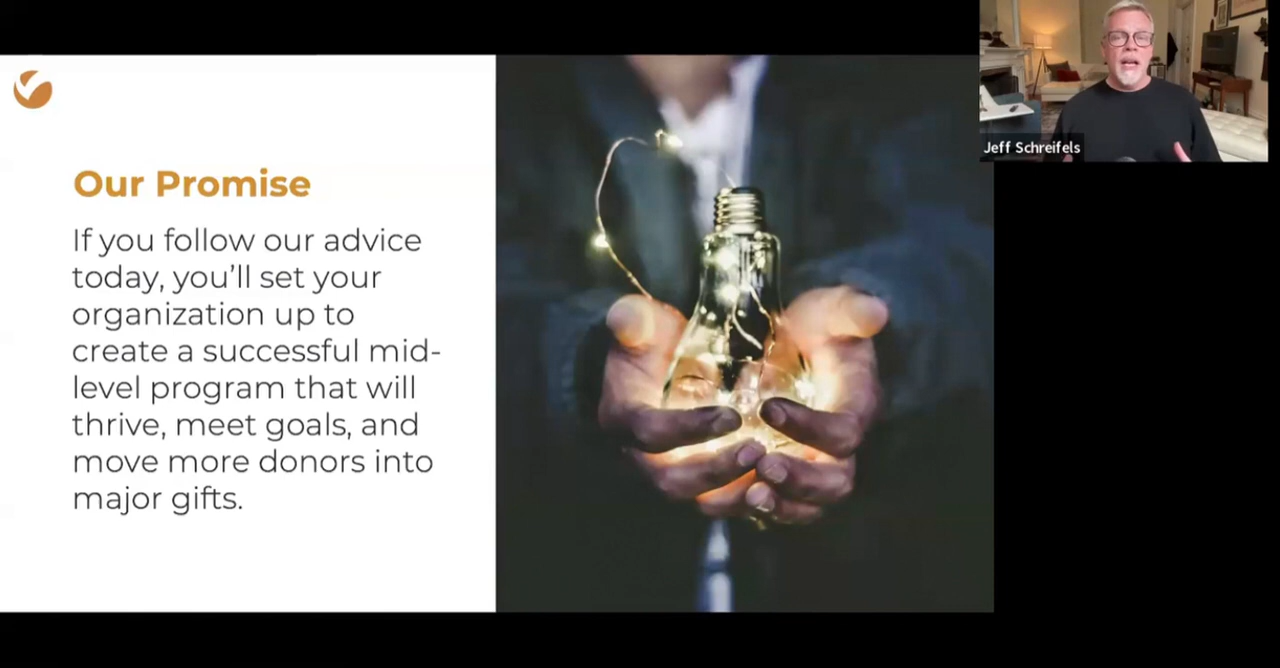 Our Promise
If you follow our advice
today, you’ll set your
organization up to
create a successful mid-
level program that will
thrive, meet goals, and
move more donors into
major gifts.
Jeff Schreifels